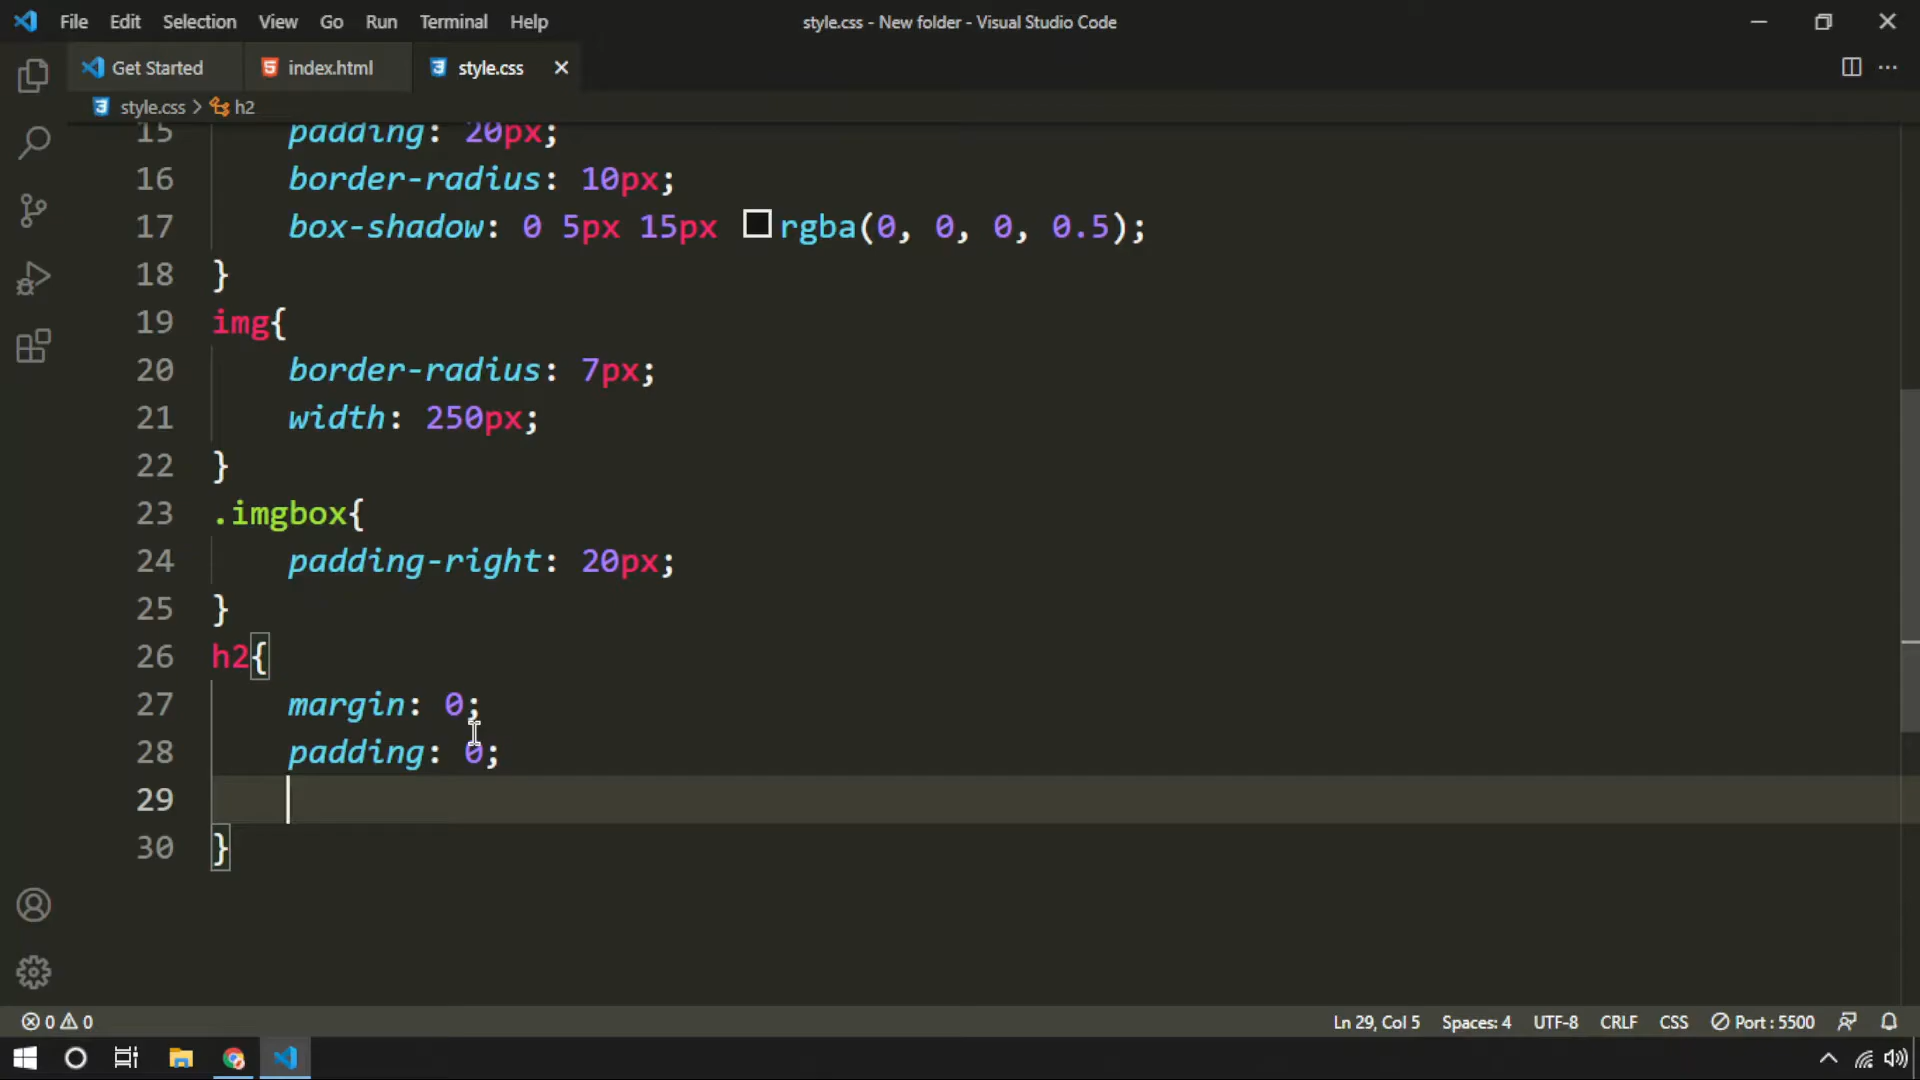 File Edit Selection View Go Run Terminal Help
style.css - New folder - Visual Studio Code
Get Started index.html style.css
style.css > h2
15 padding: 20px;
16 border-radius: 10px;
17 box-shadow: 0 5px 15px rgba(0, 0, 0, 0.5);
18 }
19 img{
20 border-radius: 7px;
21 width: 250px;
22 }
23 .imgbox{
24 padding-right: 20px;
25 }
26 h2{
27 margin: 0;
28 padding: 0;
29
30 }
0 0
Ln 29, Col 5 Spaces: 4 UTF-8 CRLF CSS Port : 5500